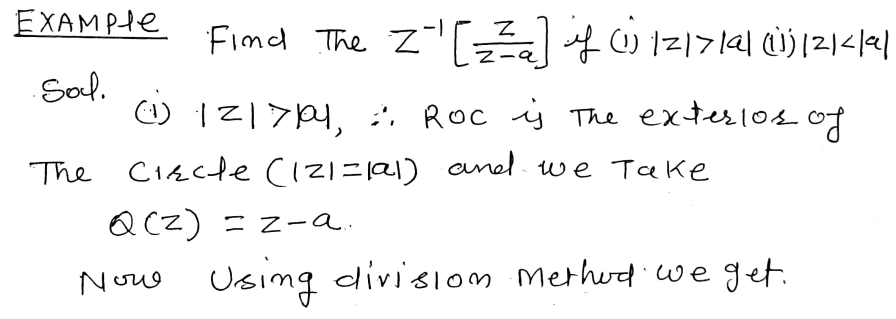 EXAMPLE Find The Z⁻¹[z/(z-a)] if (i) |z|>|a| (ii) |z|<|a|
Sol.
(i) |z|>|a|, ∴ ROC is The exterior of
The Circle (|z|=|a|) and we Take
Q(z) = z-a.
Now Using division method we get.